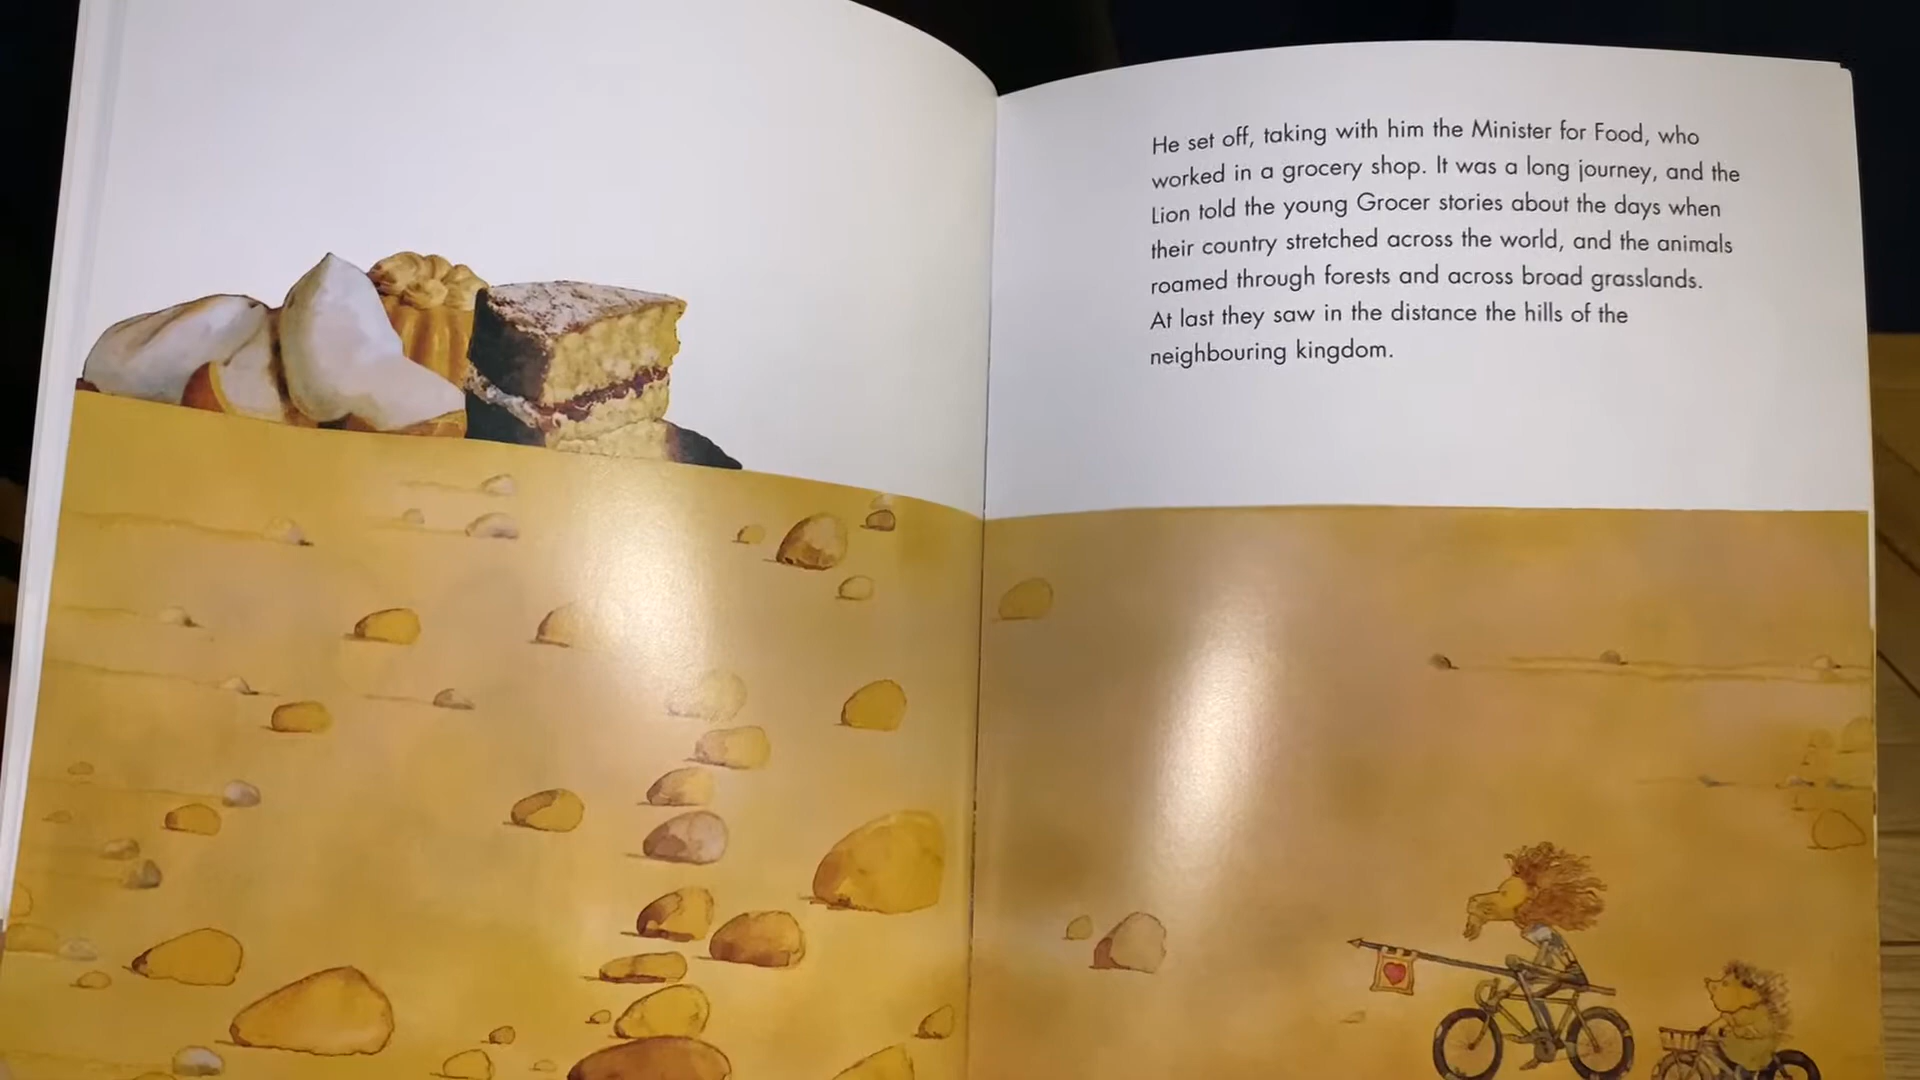 He set off, taking with him the Minister for Food, who
worked in a grocery shop. It was a long journey, and the
Lion told the young Grocer stories about the days when
their country stretched across the world, and the animals
roamed through forests and across broad grasslands.
At last they saw in the distance the hills of the
neighbouring kingdom.